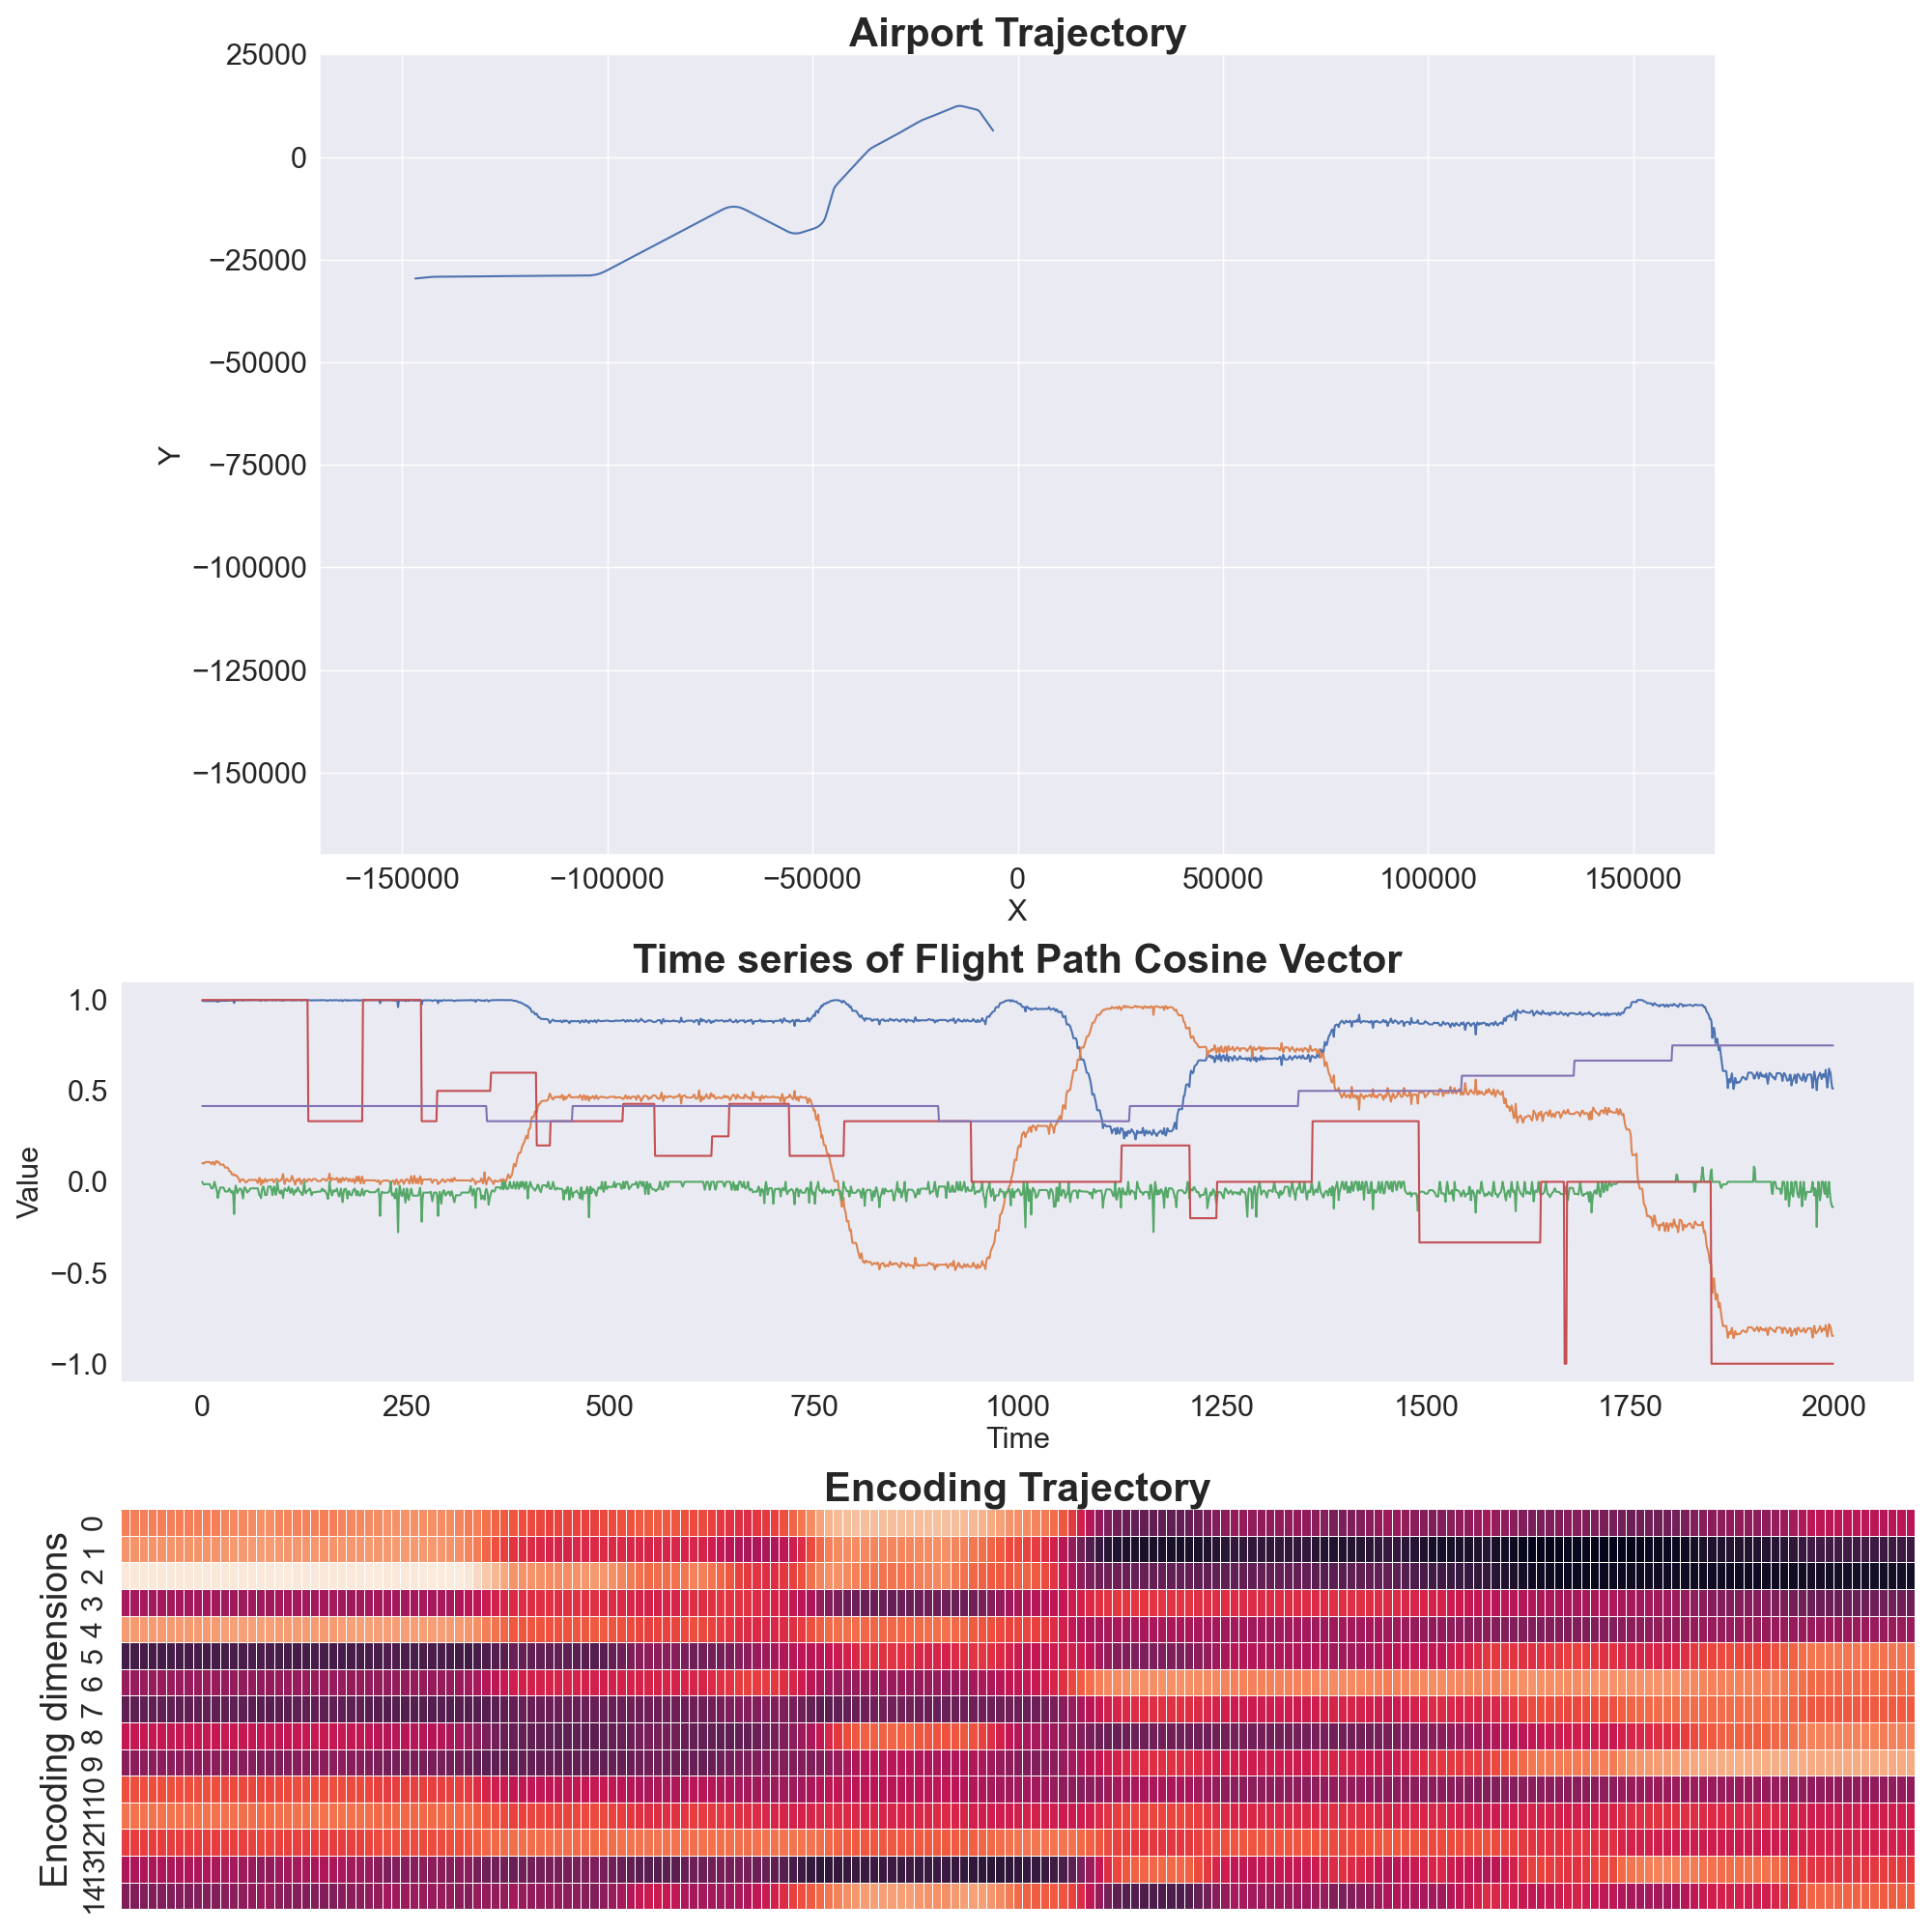 Airport Trajectory
25000
0
−25000
−50000
−75000
−100000
−125000
−150000
Y
−150000 −100000 −50000 0 50000 100000 150000
X
Time series of Flight Path Cosine Vector
1.0
0.5
0.0
−0.5
−1.0
Value
0 250 500 750 1000 1250 1500 1750 2000
Time
Encoding Trajectory
Encoding dimensions
0
1
2
3
4
5
6
7
8
9
10
11
12
13
14